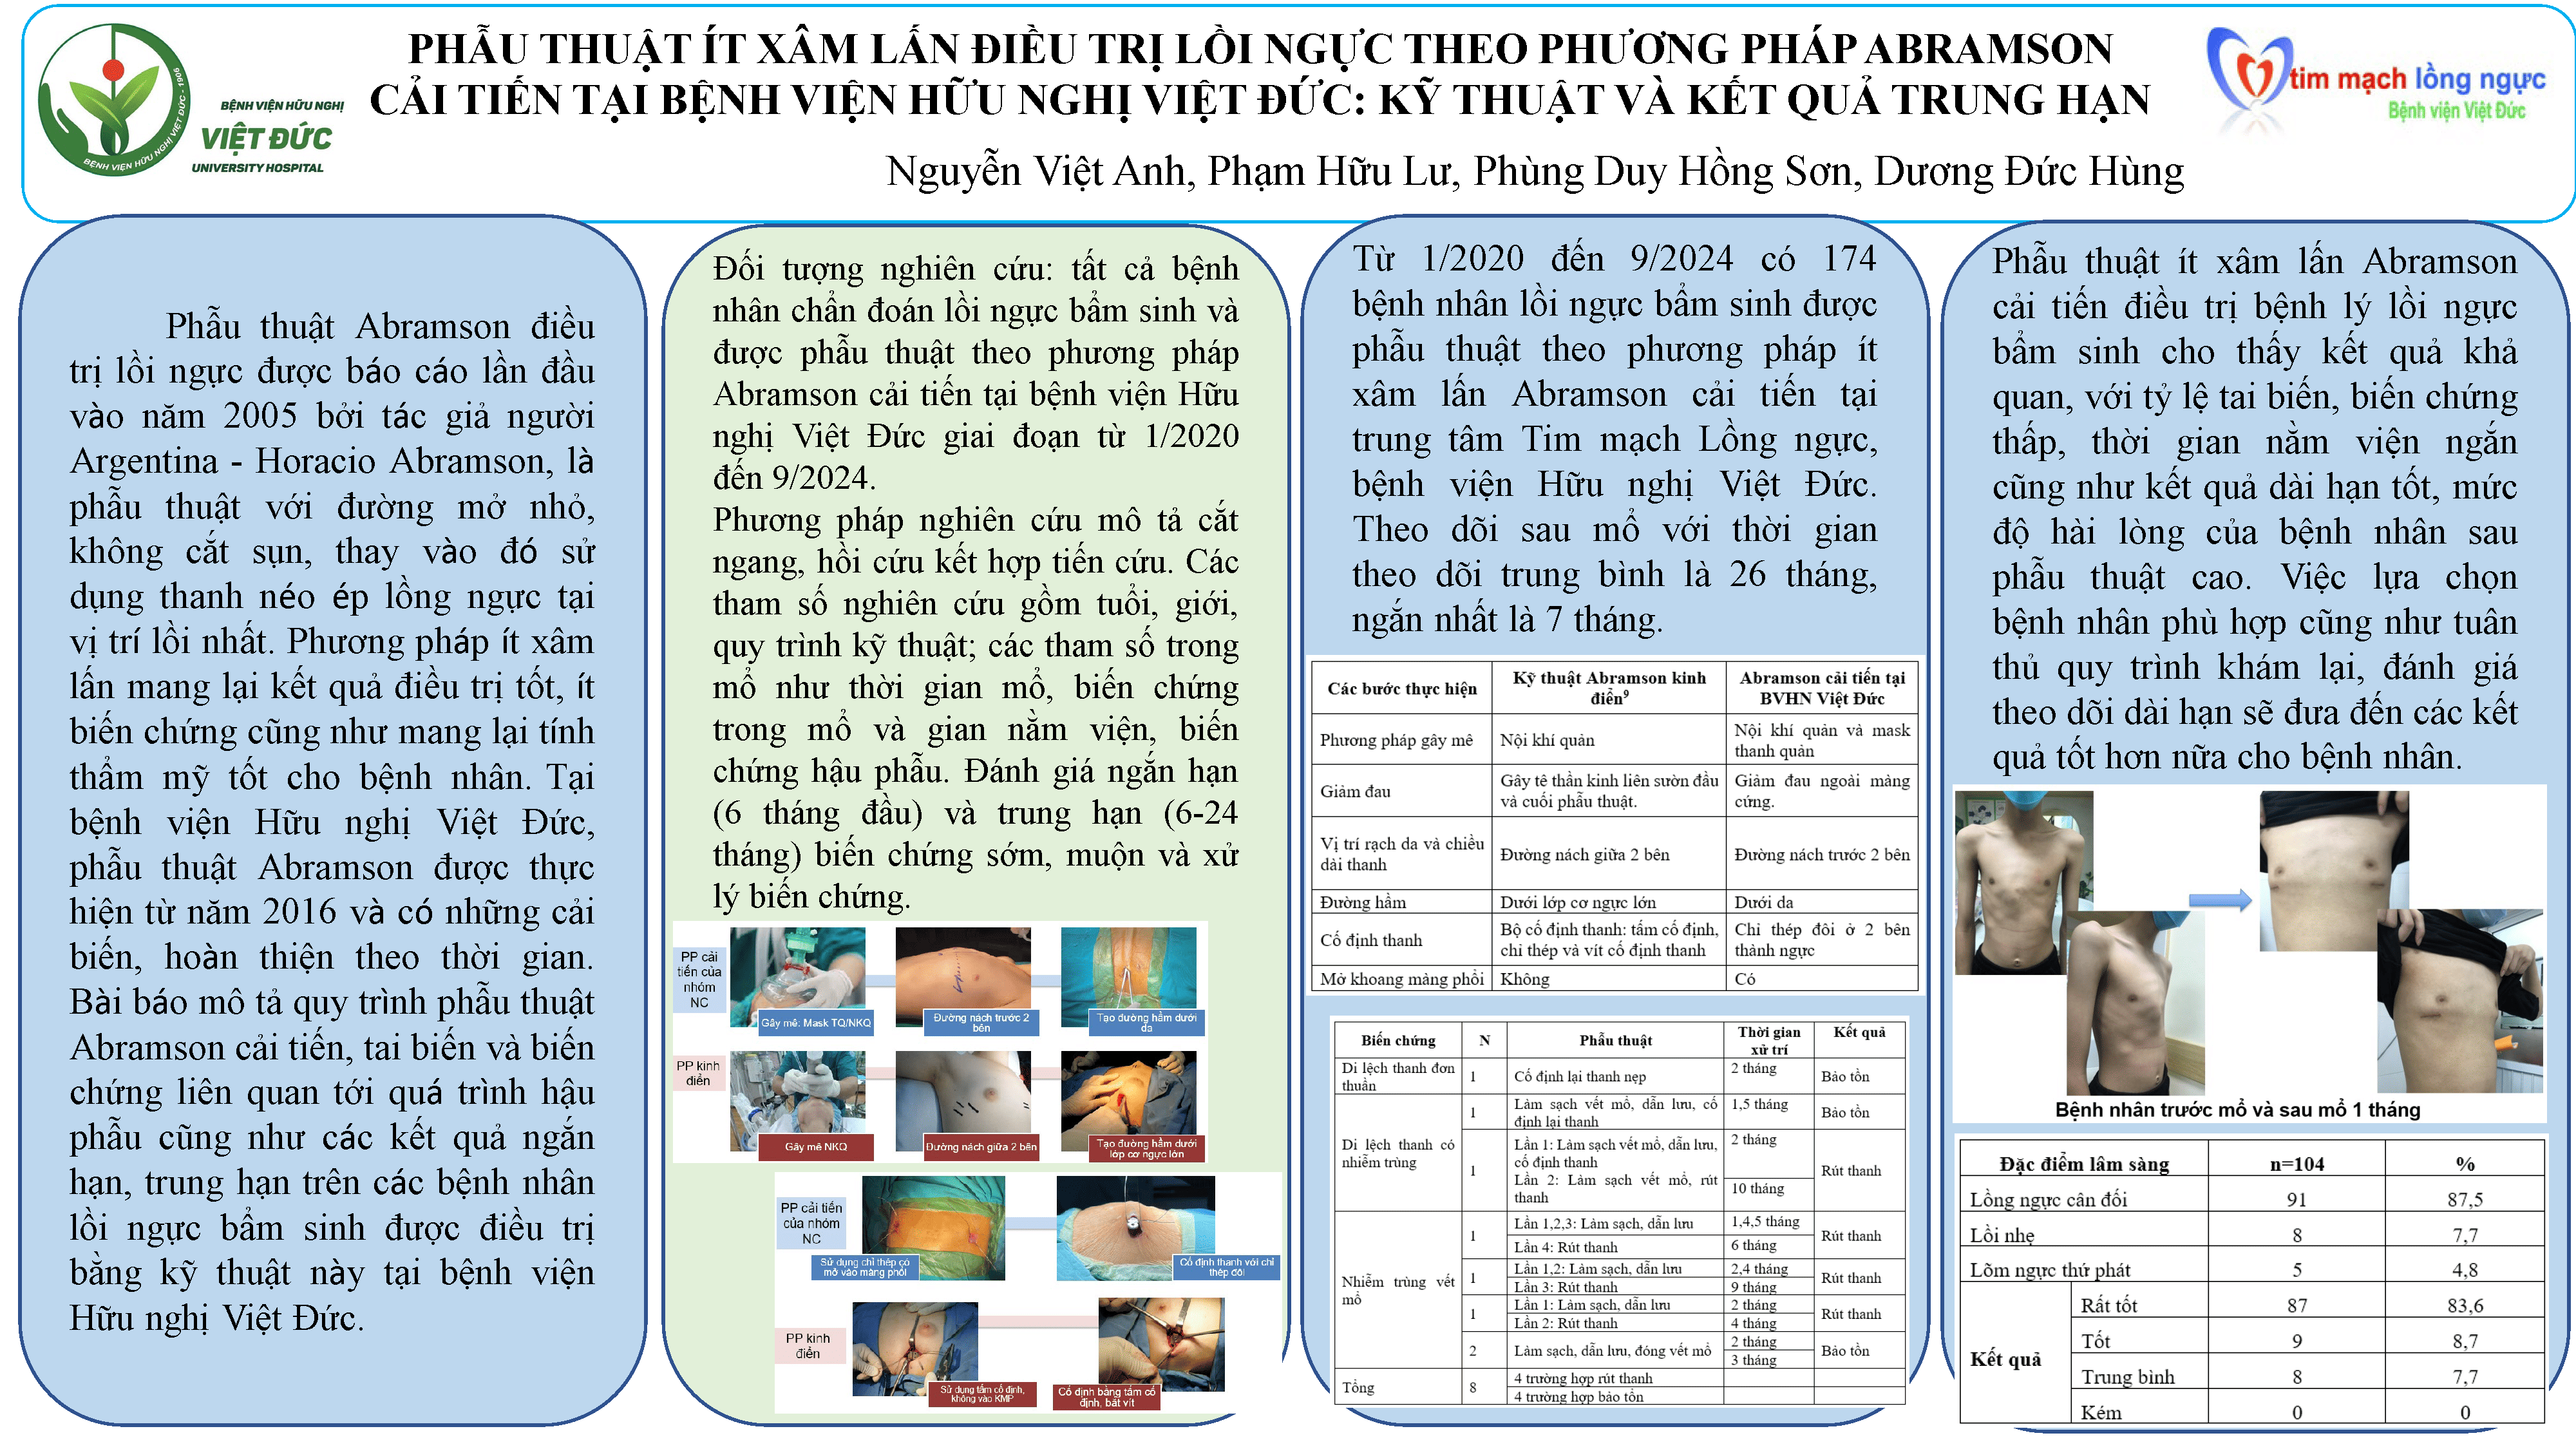 PHẪU THUẬT ÍT XÂM LẤN ĐIỀU TRỊ LỒI NGỰC THEO PHƯƠNG PHÁP ABRAMSON
CẢI TIẾN TẠI BỆNH VIỆN HỮU NGHỊ VIỆT ĐỨC: KỸ THUẬT VÀ KẾT QUẢ TRUNG HẠN
Nguyễn Việt Anh, Phạm Hữu Lư, Phùng Duy Hồng Sơn, Dương Đức Hùng
BỆNH VIỆN HỮU NGHỊ VIỆT ĐỨC - 1906
BỆNH VIỆN HỮU NGHỊ
VIỆT ĐỨC
UNIVERSITY HOSPITAL
tim mạch lồng ngực
Bệnh viện Việt Đức
Phẫu thuật Abramson điều
trị lồi ngực được báo cáo lần đầu
vào năm 2005 bởi tác giả người
Argentina - Horacio Abramson, là
phẫu thuật với đường mở nhỏ,
không cắt sụn, thay vào đó sử
dụng thanh néo ép lồng ngực tại
vị trí lồi nhất. Phương pháp ít xâm
lấn mang lại kết quả điều trị tốt, ít
biến chứng cũng như mang lại tính
thẩm mỹ tốt cho bệnh nhân. Tại
bệnh viện Hữu nghị Việt Đức,
phẫu thuật Abramson được thực
hiện từ năm 2016 và có những cải
biến, hoàn thiện theo thời gian.
Bài báo mô tả quy trình phẫu thuật
Abramson cải tiến, tai biến và biến
chứng liên quan tới quá trình hậu
phẫu cũng như các kết quả ngắn
hạn, trung hạn trên các bệnh nhân
lồi ngực bẩm sinh được điều trị
bằng kỹ thuật này tại bệnh viện
Hữu nghị Việt Đức.
Đối tượng nghiên cứu: tất cả bệnh
nhân chẩn đoán lồi ngực bẩm sinh và
được phẫu thuật theo phương pháp
Abramson cải tiến tại bệnh viện Hữu
nghị Việt Đức giai đoạn từ 1/2020
đến 9/2024.
Phương pháp nghiên cứu mô tả cắt
ngang, hồi cứu kết hợp tiến cứu. Các
tham số nghiên cứu gồm tuổi, giới,
quy trình kỹ thuật; các tham số trong
mổ như thời gian mổ, biến chứng
trong mổ và gian nằm viện, biến
chứng hậu phẫu. Đánh giá ngắn hạn
(6 tháng đầu) và trung hạn (6-24
tháng) biến chứng sớm, muộn và xử
lý biến chứng.
PP cải
tiến của
nhóm
NC
Gây mê: Mask TQ/NKQ
Đường nách trước 2
bên
Tạo đường hầm dưới
da
PP kinh
điển
Gây mê NKQ
Đường nách giữa 2 bên
Tạo đường hầm dưới
lớp cơ ngực lớn
PP cải tiến
của nhóm
NC
Sử dụng chỉ thép có
mở vào màng phổi
Cố định thanh với chỉ
thép đôi
PP kinh
điển
Sử dụng tấm cố định,
không vào KMP
Cố định bằng tấm cố
định, bắt vít
Từ 1/2020 đến 9/2024 có 174
bệnh nhân lồi ngực bẩm sinh được
phẫu thuật theo phương pháp ít
xâm lấn Abramson cải tiến tại
trung tâm Tim mạch Lồng ngực,
bệnh viện Hữu nghị Việt Đức.
Theo dõi sau mổ với thời gian
theo dõi trung bình là 26 tháng,
ngắn nhất là 7 tháng.
Các bước thực hiện | Kỹ thuật Abramson kinh điển9 | Abramson cải tiến tại BVHN Việt Đức
Phương pháp gây mê | Nội khí quản | Nội khí quản và mask thanh quản
Giảm đau | Gây tê thần kinh liên sườn đầu và cuối phẫu thuật. | Giảm đau ngoài màng cứng.
Vị trí rạch da và chiều dài thanh | Đường nách giữa 2 bên | Đường nách trước 2 bên
Đường hầm | Dưới lớp cơ ngực lớn | Dưới da
Cố định thanh | Bộ cố định thanh: tấm cố định, chỉ thép và vít cố định thanh | Chỉ thép đôi ở 2 bên thành ngực
Mở khoang màng phổi | Không | Có
Biến chứng | N | Phẫu thuật | Thời gian xử trí | Kết quả
Di lệch thanh đơn thuần | 1 | Cố định lại thanh nẹp | 2 tháng | Bảo tồn
Di lệch thanh có nhiễm trùng | 1 | Làm sạch vết mổ, dẫn lưu, cố định lại thanh | 1,5 tháng | Bảo tồn
1 | Lần 1: Làm sạch vết mổ, dẫn lưu, cố định thanh | 2 tháng | Rút thanh
Lần 2: Làm sạch vết mổ, rút thanh | 10 tháng
Nhiễm trùng vết mổ | 1 | Lần 1,2,3: Làm sạch, dẫn lưu | 1,4,5 tháng | Rút thanh
Lần 4: Rút thanh | 6 tháng
1 | Lần 1,2: Làm sạch, dẫn lưu | 2,4 tháng | Rút thanh
Lần 3: Rút thanh | 9 tháng
1 | Lần 1: Làm sạch, dẫn lưu | 2 tháng | Rút thanh
Lần 2: Rút thanh | 4 tháng
2 | Làm sạch, dẫn lưu, đóng vết mổ | 2 tháng | Bảo tồn
3 tháng
Tổng | 8 | 4 trường hợp rút thanh
4 trường hợp bảo tồn
Phẫu thuật ít xâm lấn Abramson
cải tiến điều trị bệnh lý lồi ngực
bẩm sinh cho thấy kết quả khả
quan, với tỷ lệ tai biến, biến chứng
thấp, thời gian nằm viện ngắn
cũng như kết quả dài hạn tốt, mức
độ hài lòng của bệnh nhân sau
phẫu thuật cao. Việc lựa chọn
bệnh nhân phù hợp cũng như tuân
thủ quy trình khám lại, đánh giá
theo dõi dài hạn sẽ đưa đến các kết
quả tốt hơn nữa cho bệnh nhân.
Bệnh nhân trước mổ và sau mổ 1 tháng
Đặc điểm lâm sàng | n=104 | %
Lồng ngực cân đối | 91 | 87,5
Lồi nhẹ | 8 | 7,7
Lõm ngực thứ phát | 5 | 4,8
Kết quả | Rất tốt | 87 | 83,6
Tốt | 9 | 8,7
Trung bình | 8 | 7,7
Kém | 0 | 0